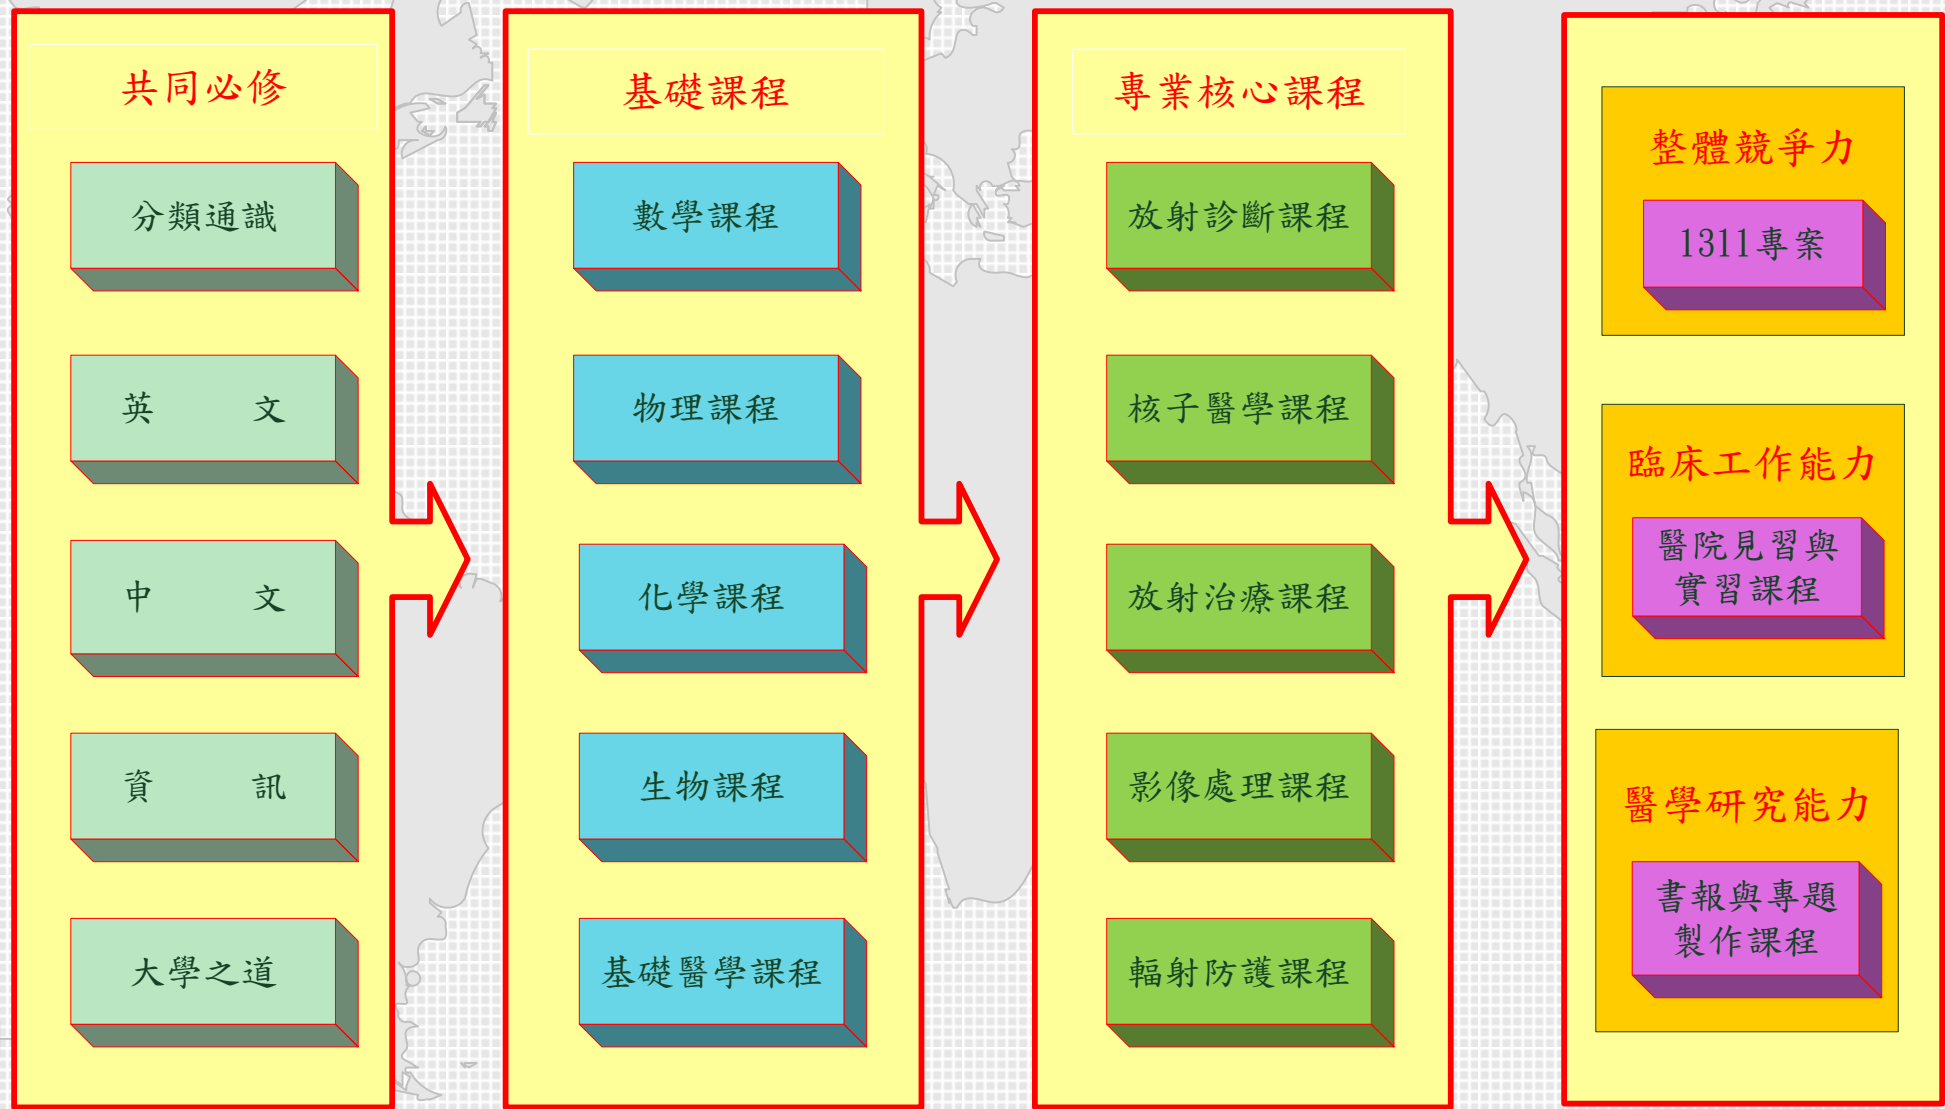 共同必修
分類通識
英 文
中 文
資 訊
大學之道
基礎課程
數學課程
物理課程
化學課程
生物課程
基礎醫學課程
專業核心課程
放射診斷課程
核子醫學課程
放射治療課程
影像處理課程
輻射防護課程
整體競爭力
1311專案
臨床工作能力
醫院見習與
實習課程
醫學研究能力
書報與專題
製作課程